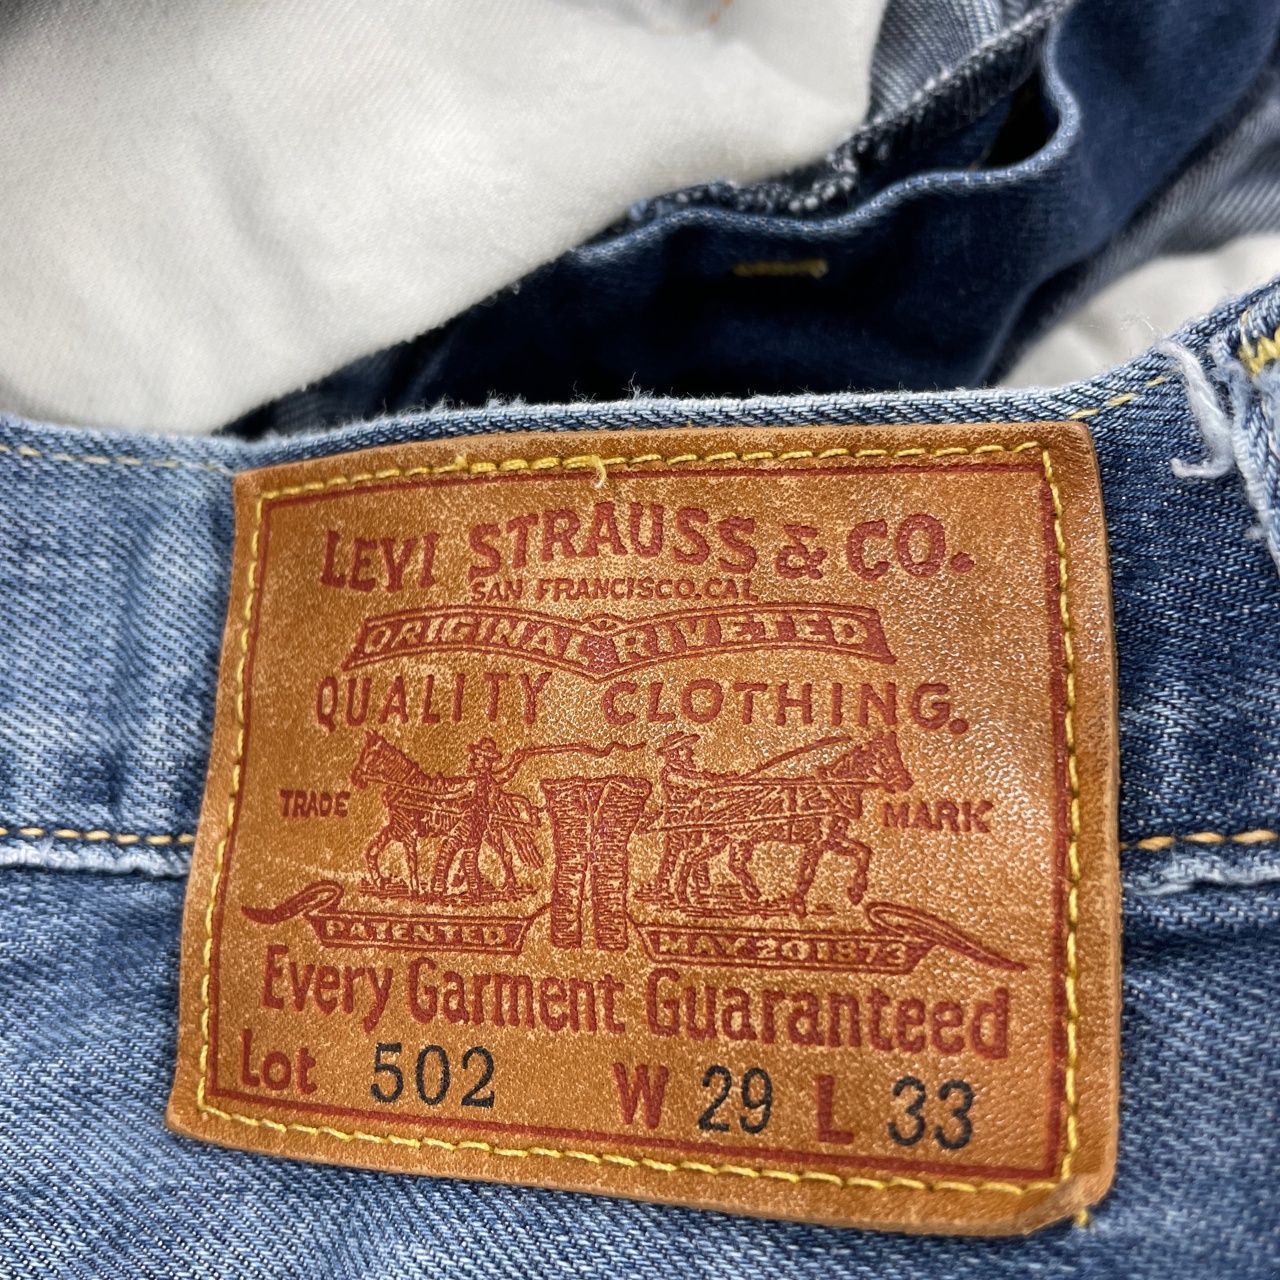 LEVI STRAUSS & CO.
SAN FRANCISCO.CAL
ORIGINAL RIVETED
QUALITY CLOTHING.
TRADE MARK
PATENTED MAY 20 1873
Every Garment Guaranteed
Lot 502 W 29 L 33